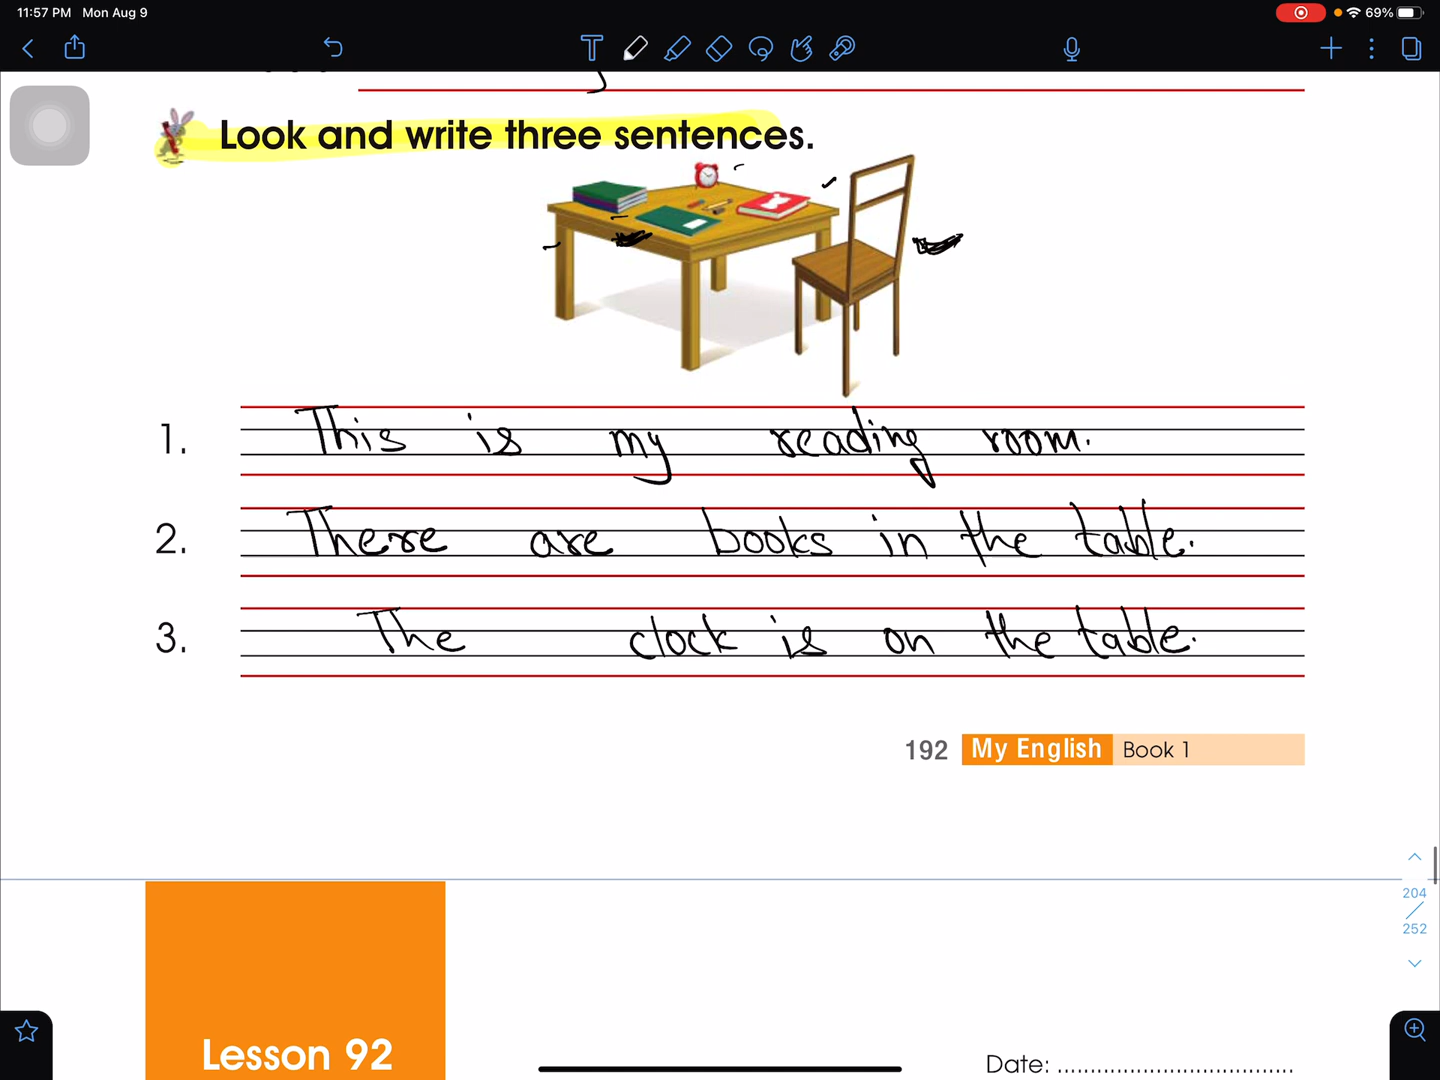 11:57 PM Mon Aug 9
69%
T
Look and write three sentences.
1. This is my reading room.
2. There are books in the table.
3. The clock is on the table.
192 My English Book 1
204
252
Lesson 92
Date: ..................................